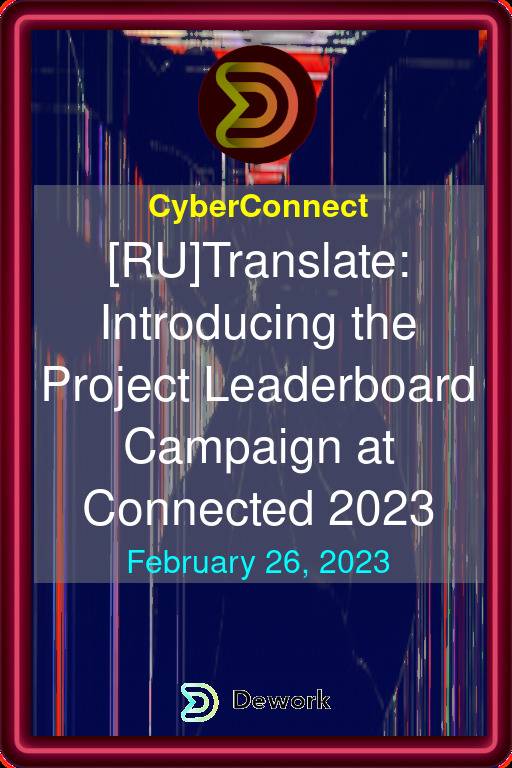 CyberConnect
[RU]Translate:
Introducing the
Project Leaderboard
Campaign at
Connected 2023
February 26, 2023
Dework